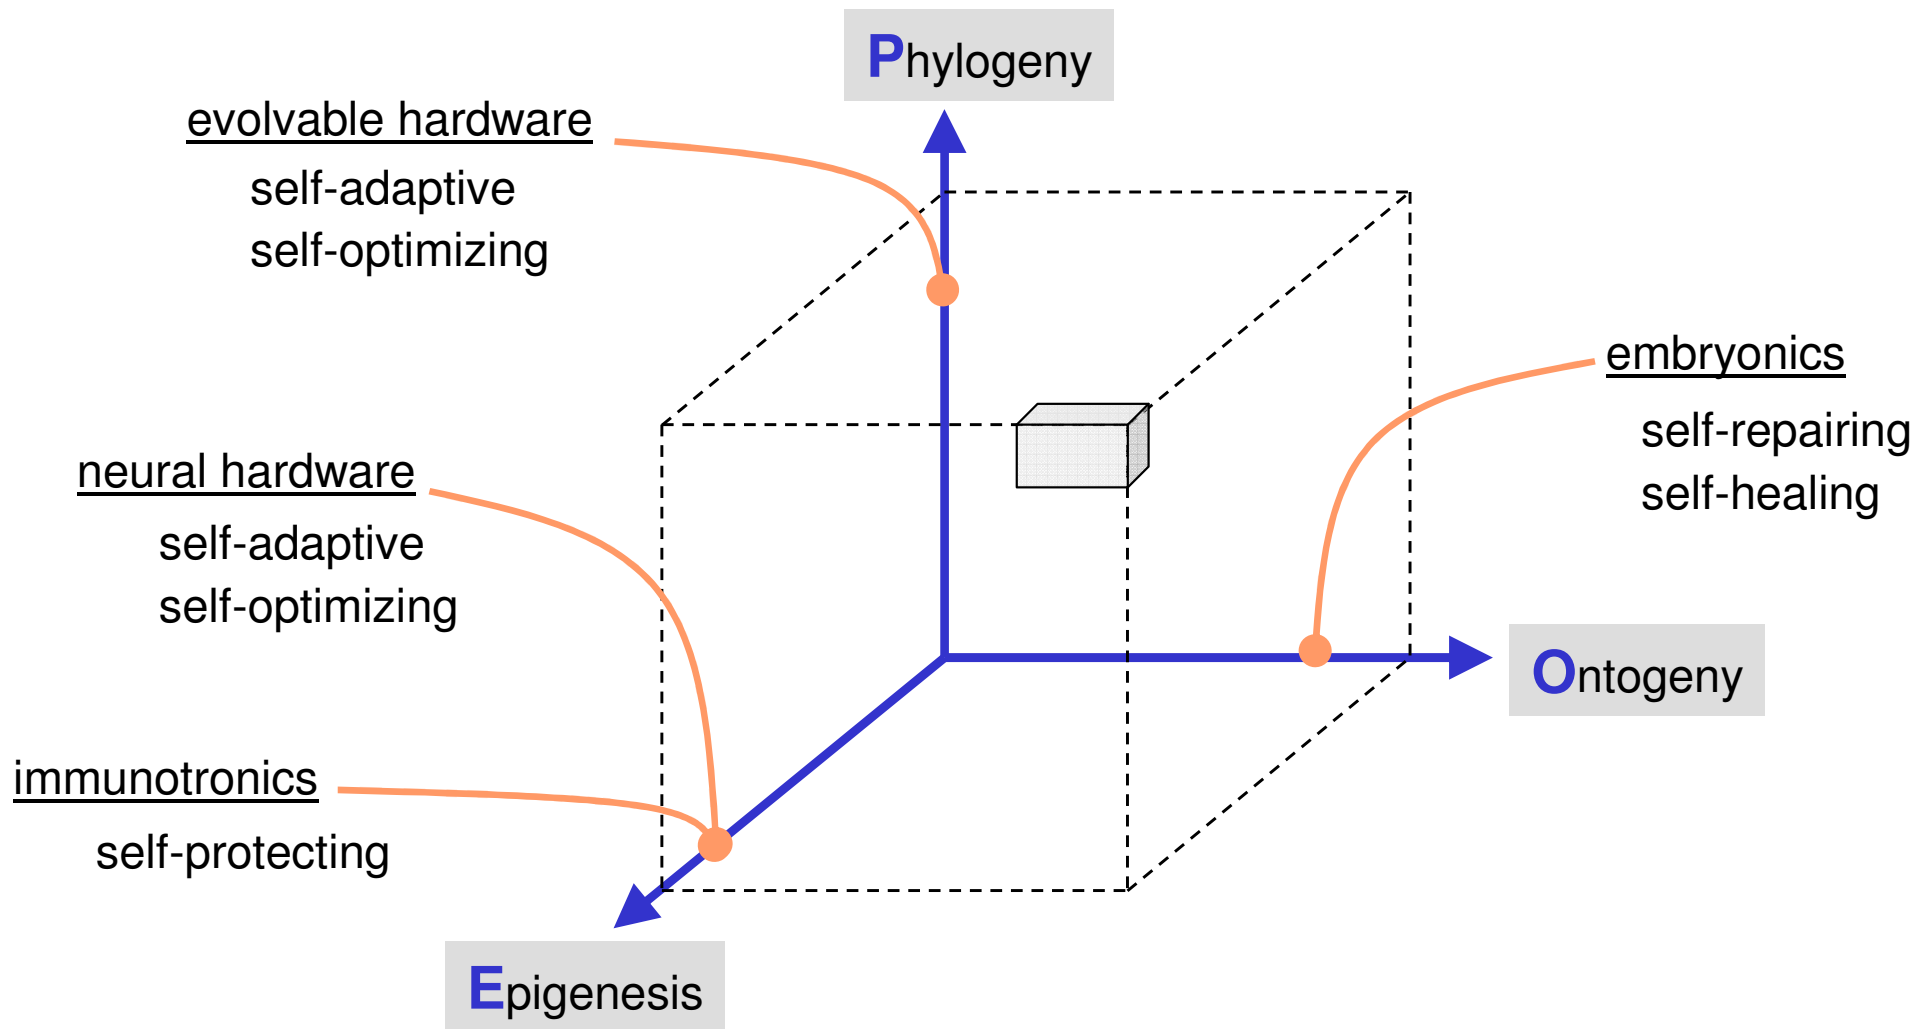 Phylogeny
evolvable hardware
self-adaptive
self-optimizing
embryonics
self-repairing
self-healing
neural hardware
self-adaptive
self-optimizing
Ontogeny
immunotronics
self-protecting
Epigenesis